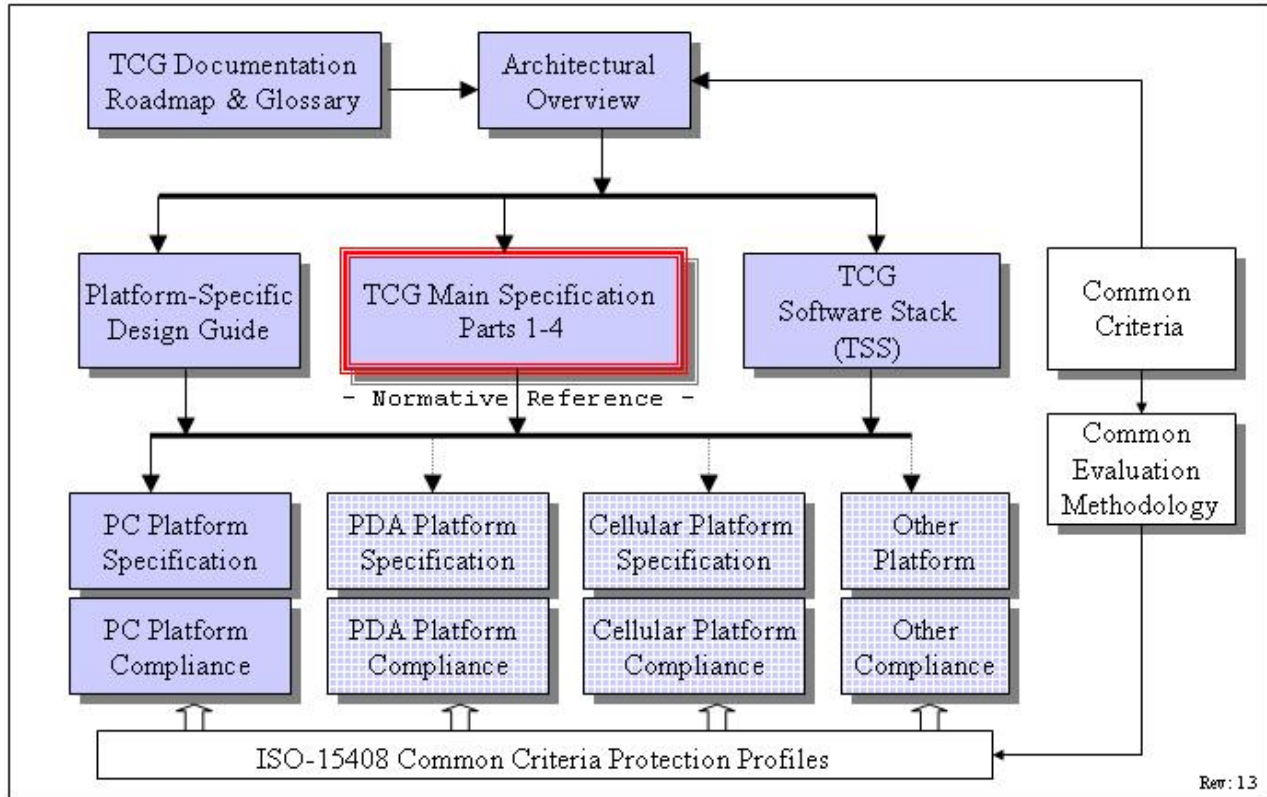 TCG Documentation
Roadmap & Glossary
Architectural
Overview
Platform-Specific
Design Guide
TCG Main Specification
Parts 1-4
TCG
Software Stack
(TSS)
Common
Criteria
- Normative Reference -
Common
Evaluation
Methodology
PC Platform
Specification
PDA Platform
Specification
Cellular Platform
Specification
Other
Platform
PC Platform
Compliance
PDA Platform
Compliance
Cellular Platform
Compliance
Other
Compliance
ISO-15408 Common Criteria Protection Profiles
Rev: 1.3